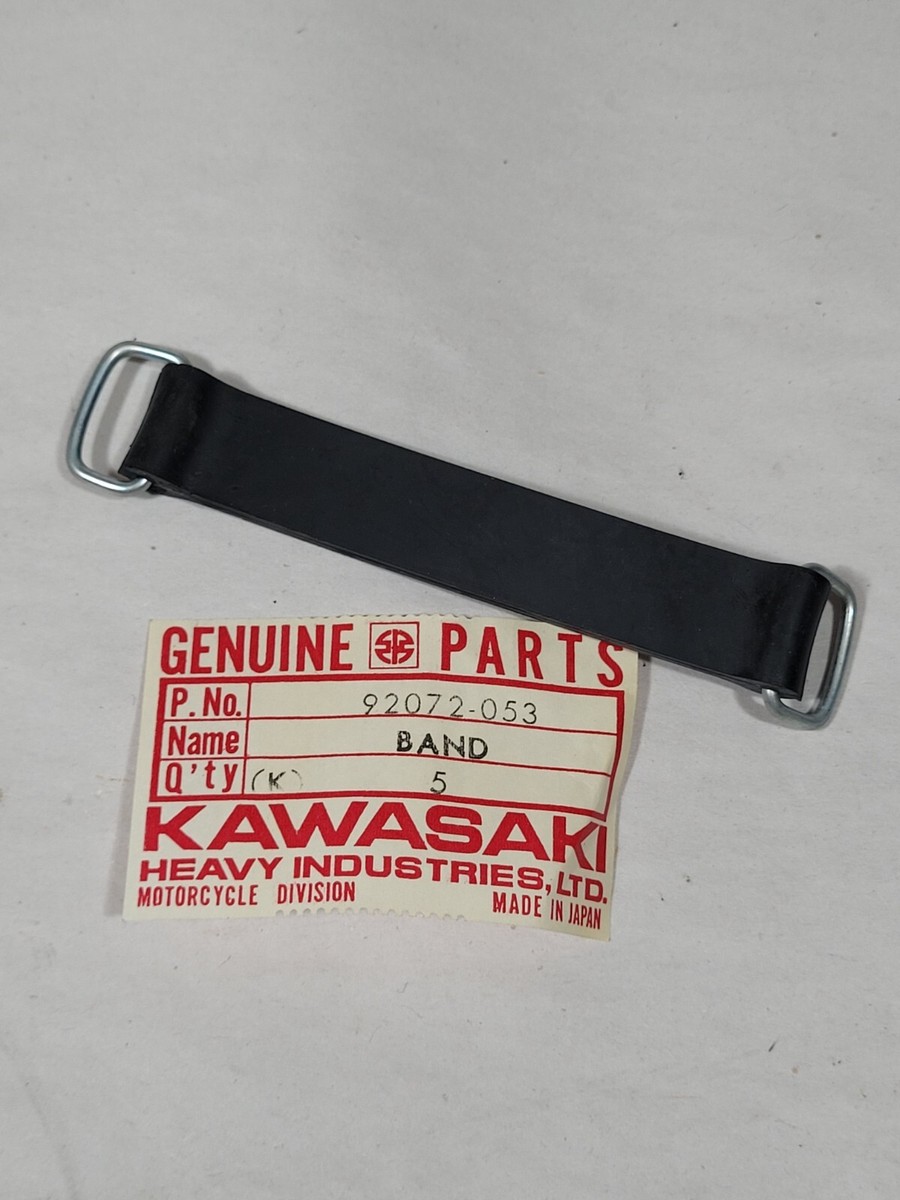 GENUINE PARTS
P. No. 92072-053
Name BAND
Q'ty (K) 5
KAWASAKI
HEAVY INDUSTRIES, LTD.
MOTORCYCLE DIVISION MADE IN JAPAN